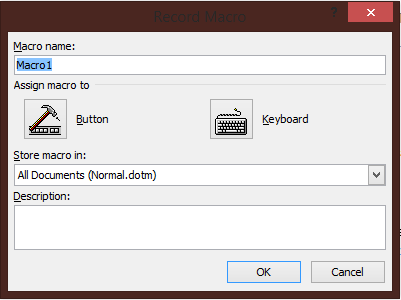 Record Macro
?
Macro name:
Macro1
Assign macro to
Button
Keyboard
Store macro in:
All Documents (Normal.dotm)
Description:
OK
Cancel